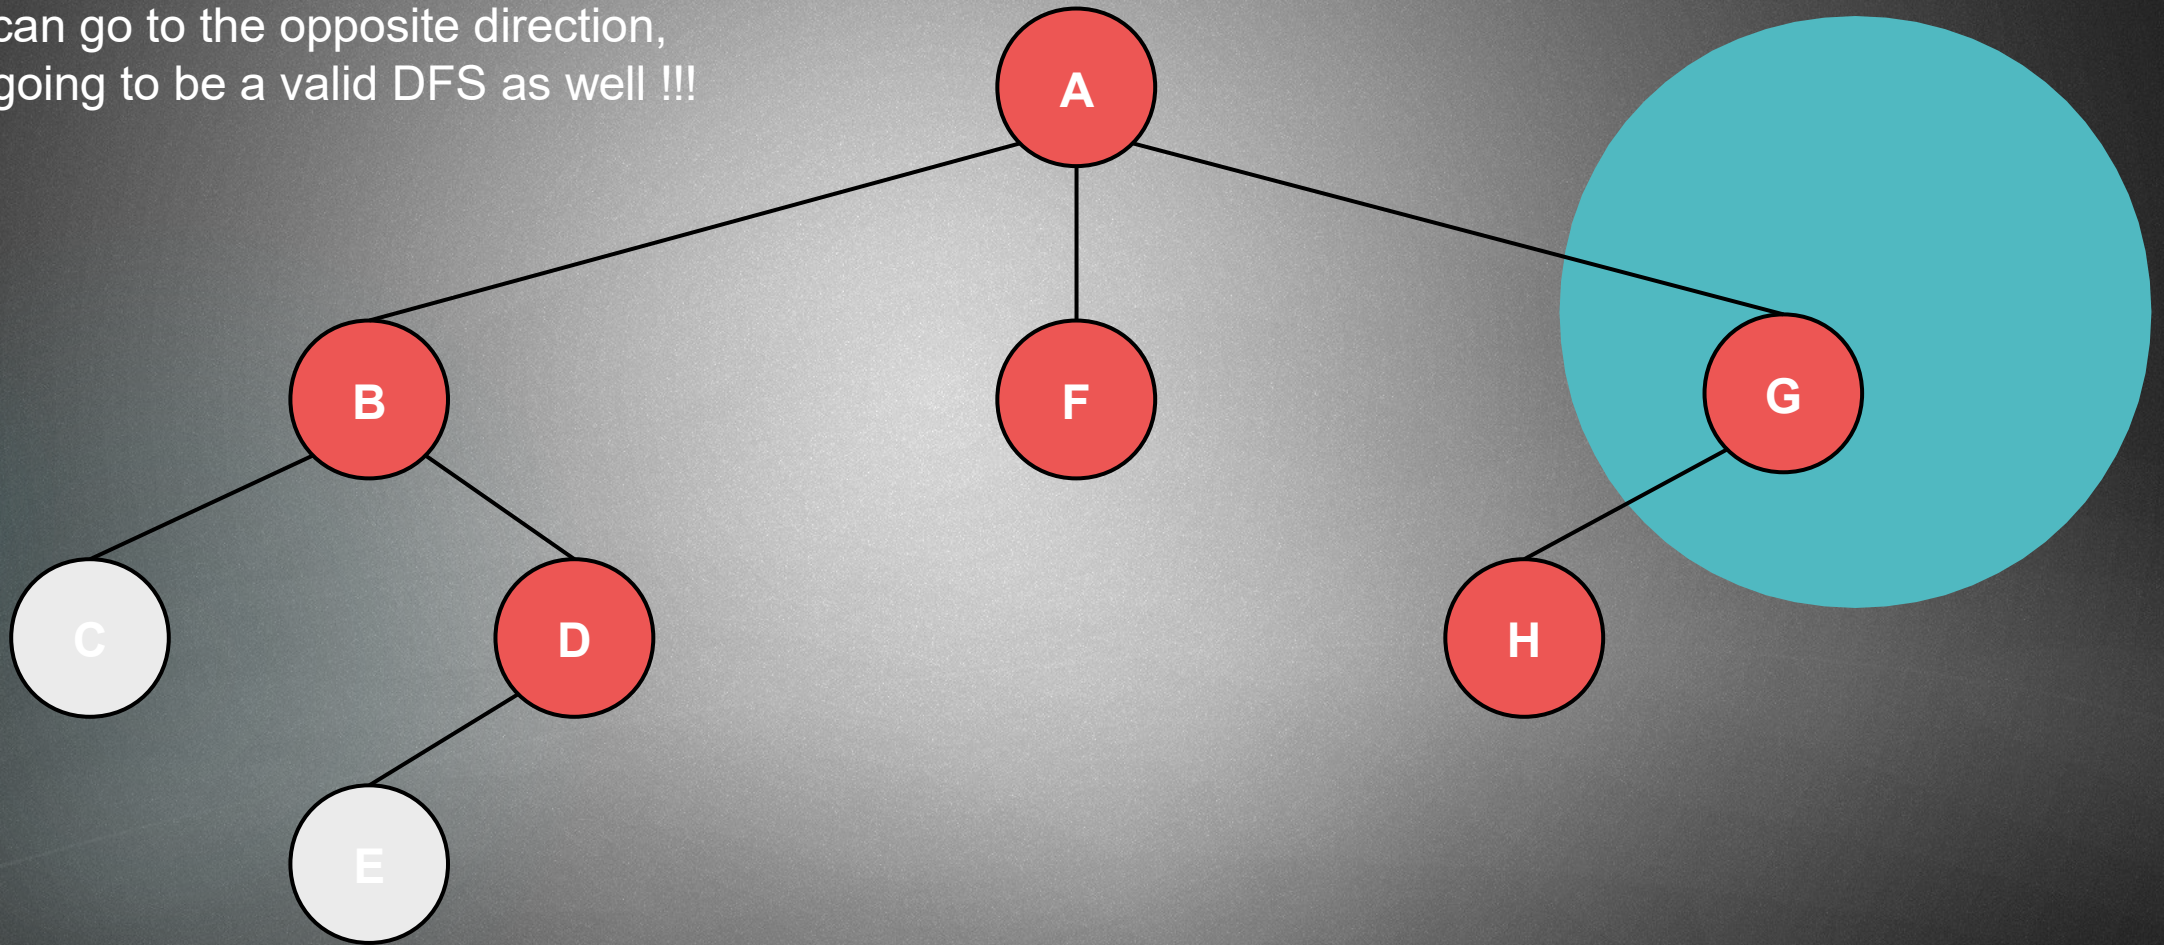 can go to the opposite direction,
going to be a valid DFS as well !!!
A
B
F
G
C
D
H
E